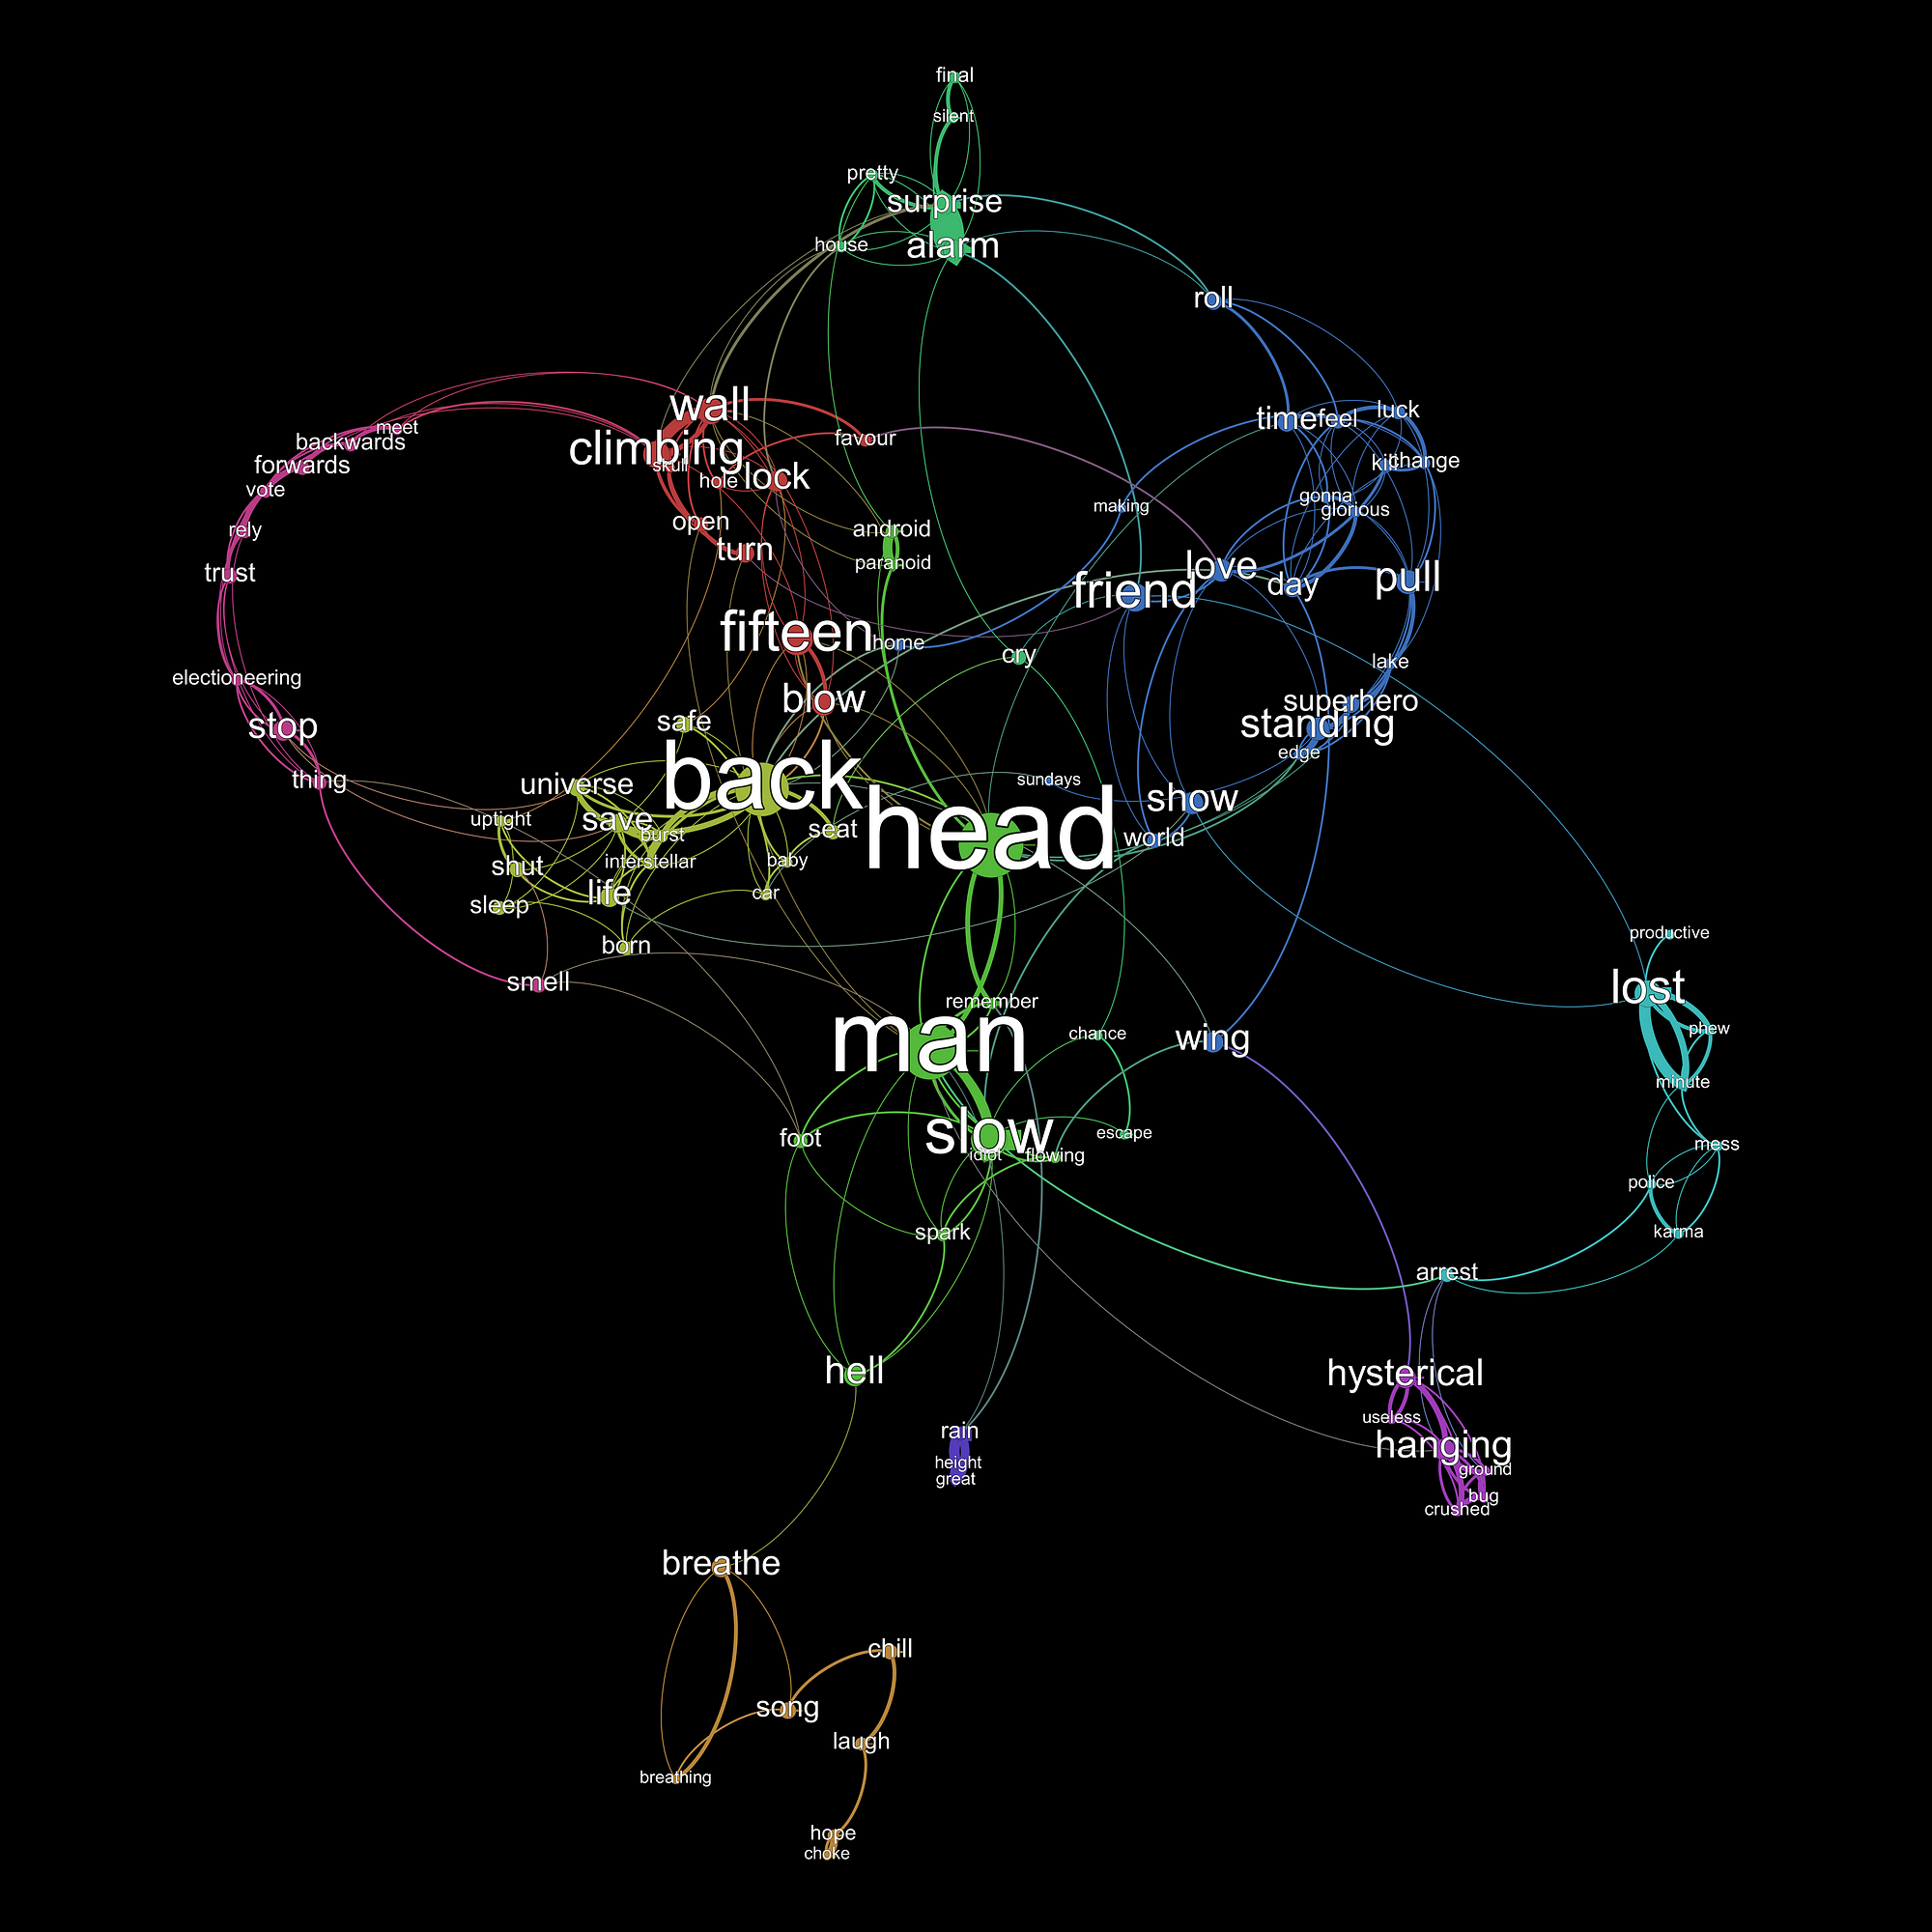 final
silent
pretty
surprise
house
alarm
roll
wall
time
feel
luck
meet
backwards
favour
climbing
skull
forwards
kill
change
vote
hole
lock
gonna
glorious
making
rely
open
android
turn
paranoid
trust
love
friend
day
pull
fifteen
home
cry
lake
electioneering
blow
superhero
safe
stop
standing
edge
thing
universe
back
sundays
show
uptight
save
burst
seat
head
world
shut
interstellar
baby
life
car
sleep
born
productive
smell
lost
remember
man
chance
wing
phew
minute
foot
slow
escape
idiot
flowing
mess
police
spark
karma
arrest
hell
hysterical
useless
rain
hanging
height
ground
great
bug
crushed
breathe
chill
song
laugh
breathing
hope
choke